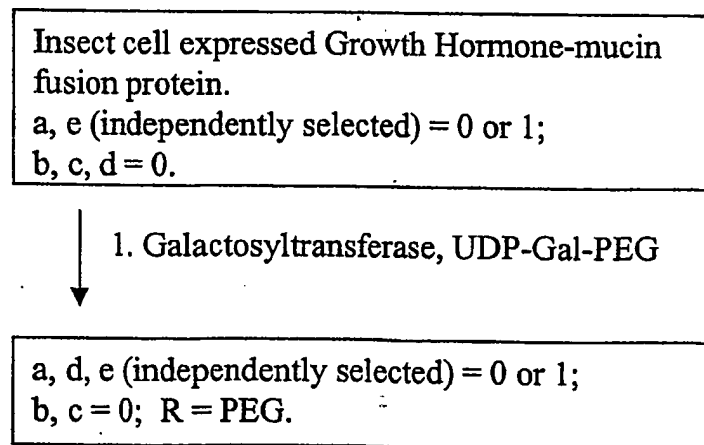 Insect cell expressed Growth Hormone-mucin
fusion protein.
a, e (independently selected) = 0 or 1;
b, c, d = 0.
1. Galactosyltransferase, UDP-Gal-PEG
a, d, e (independently selected) = 0 or 1;
b, c = 0; R = PEG.